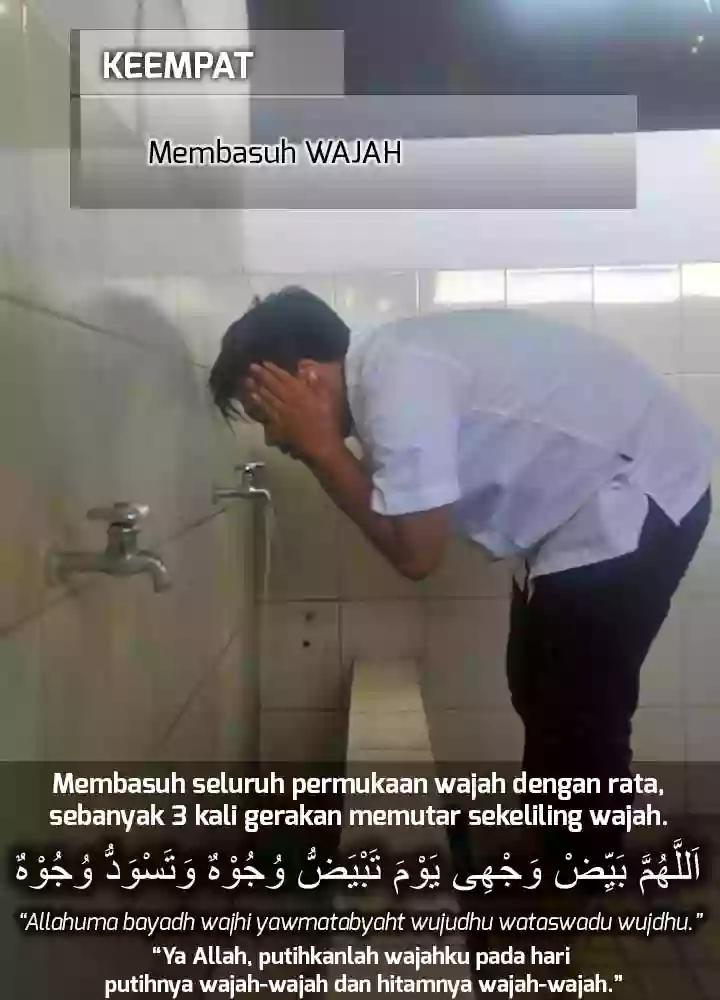 KEEMPAT
Membasuh WAJAH
Membasuh seluruh permukaan wajah dengan rata,
sebanyak 3 kali gerakan memutar sekeliling wajah.
اَللَّهُمَّ بَيِّضْ وَجْهِى يَوْمَ تَبْيَضُّ وُجُوْهٌ وَتَسْوَدُّ وُجُوْهٌ
“Allahuma bayadh wajhi yawmatabyaht wujudhu wataswadu wujdhu.”
“Ya Allah, putihkanlah wajahku pada hari
putihnya wajah-wajah dan hitamnya wajah-wajah.”